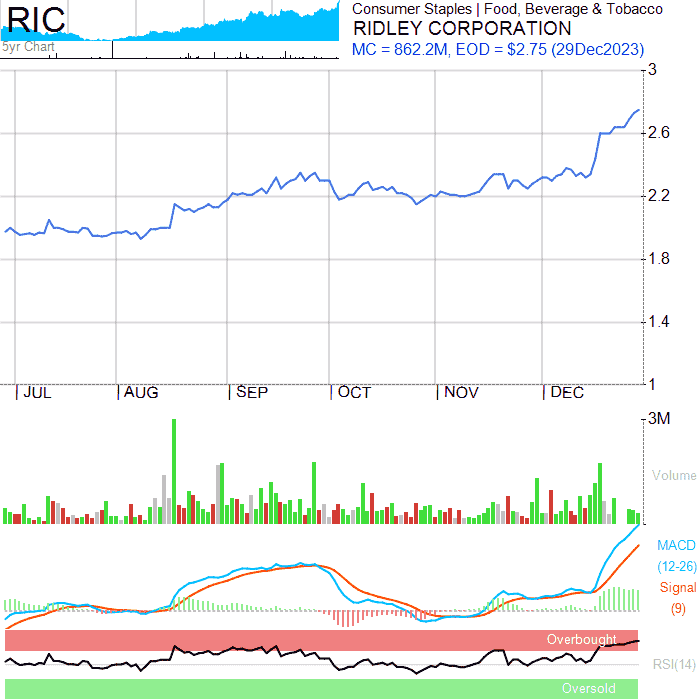 RIC
5yr Chart
Consumer Staples | Food, Beverage & Tobacco
RIDLEY CORPORATION
MC = 862.2M, EOD = $2.75 (29Dec2023)
3
2.6
2.2
1.8
1.4
1
|JUL |AUG |SEP |OCT |NOV |DEC
3M
Volume
MACD
(12-26)
Signal
(9)
Overbought
RSI(14)
Oversold